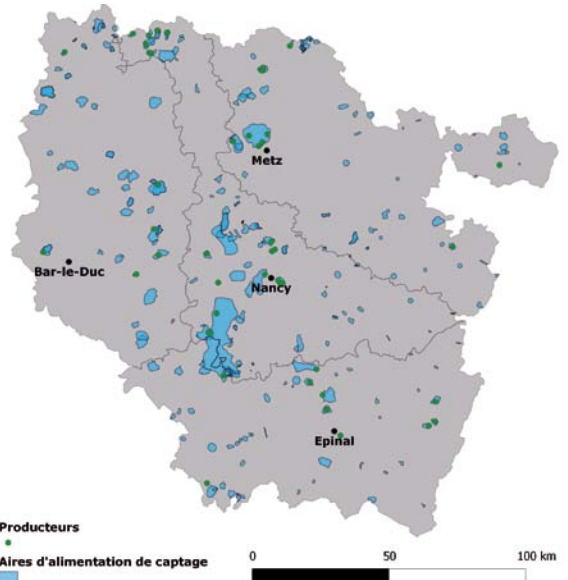 Metz
Bar-le-Duc
Nancy
Epinal
Producteurs
Aires d'alimentation de captage
0 50 100 km